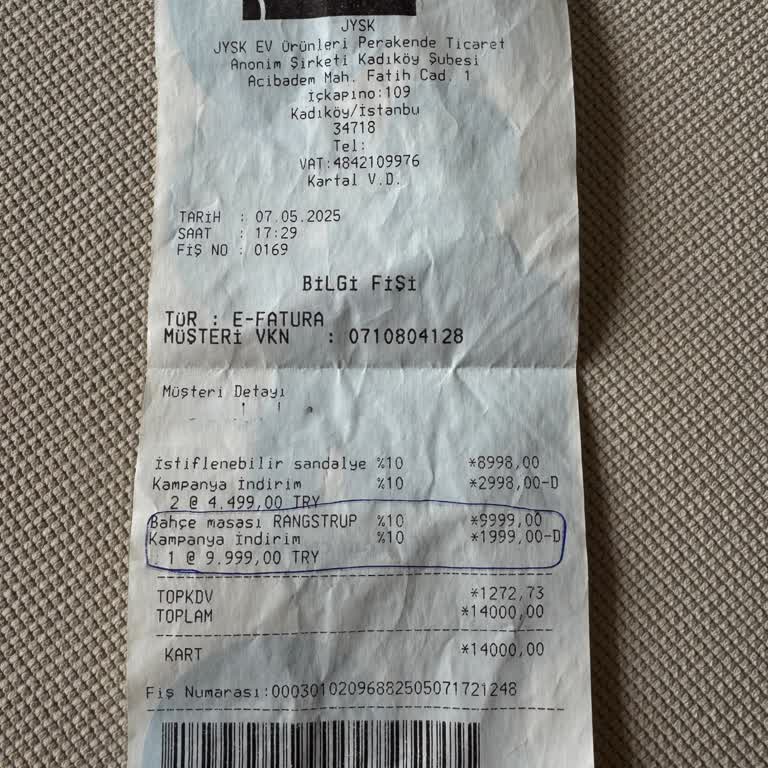 JYSK
JYSK EV Ürünleri Perakende Ticaret
Anonim Şirketi Kadıköy Şubesi
Acıbadem Mah. Fatih Cad. 1
İçkapıno:109
Kadıköy/İstanbu
34718
Tel:
VAT:4842109976
Kartal V.D.
TARİH : 07.05.2025
SAAT : 17:29
FİŞ NO : 0169
BİLGİ FİŞİ
TÜR : E-FATURA
MÜŞTERİ VKN : 0710804128
Müşteri Detayı
İstiflenebilir sandalye %10 *8998,00
Kampanya İndirim %10 *2998,00-D
2 @ 4.499,00 TRY
Bahçe masası RANGSTRUP %10 *9999,00
Kampanya İndirim %10 *1999,00-D
1 @ 9.999,00 TRY
TOPKDV *1272,73
TOPLAM *14000,00
KART *14000,00
Fiş Numarası:00030102096882505071721248